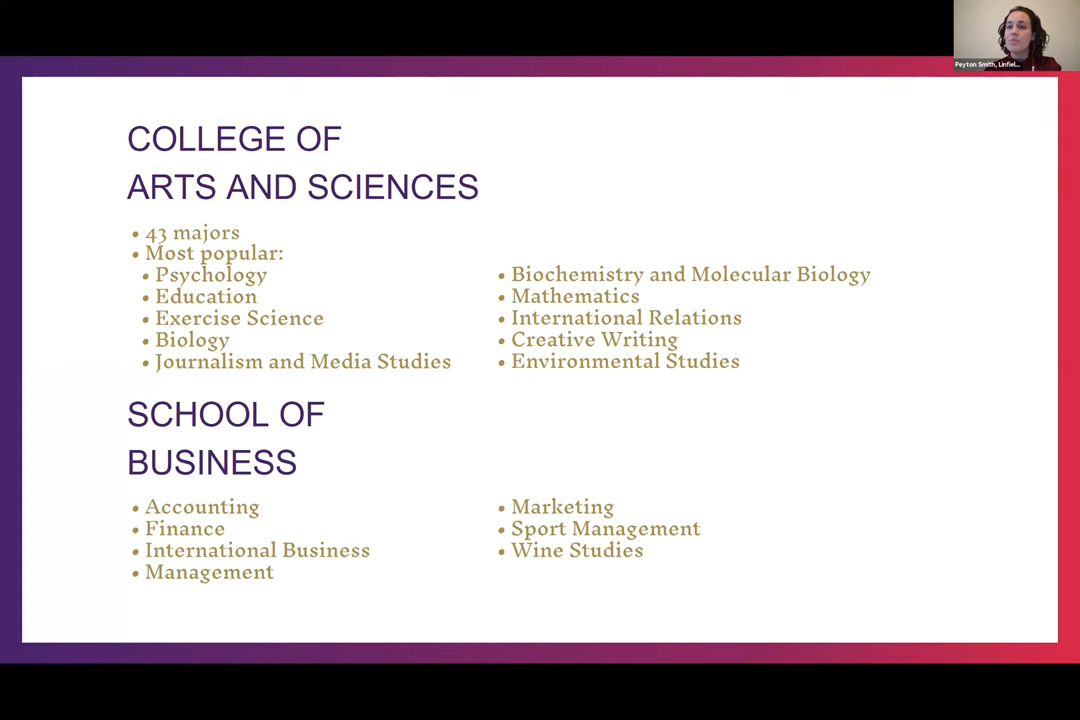 Peyton Smith, Linfiel...
COLLEGE OF
ARTS AND SCIENCES
• 43 majors
• Most popular:
• Psychology
• Education
• Exercise Science
• Biology
• Journalism and Media Studies
• Biochemistry and Molecular Biology
• Mathematics
• International Relations
• Creative Writing
• Environmental Studies
SCHOOL OF
BUSINESS
• Accounting
• Finance
• International Business
• Management
• Marketing
• Sport Management
• Wine Studies